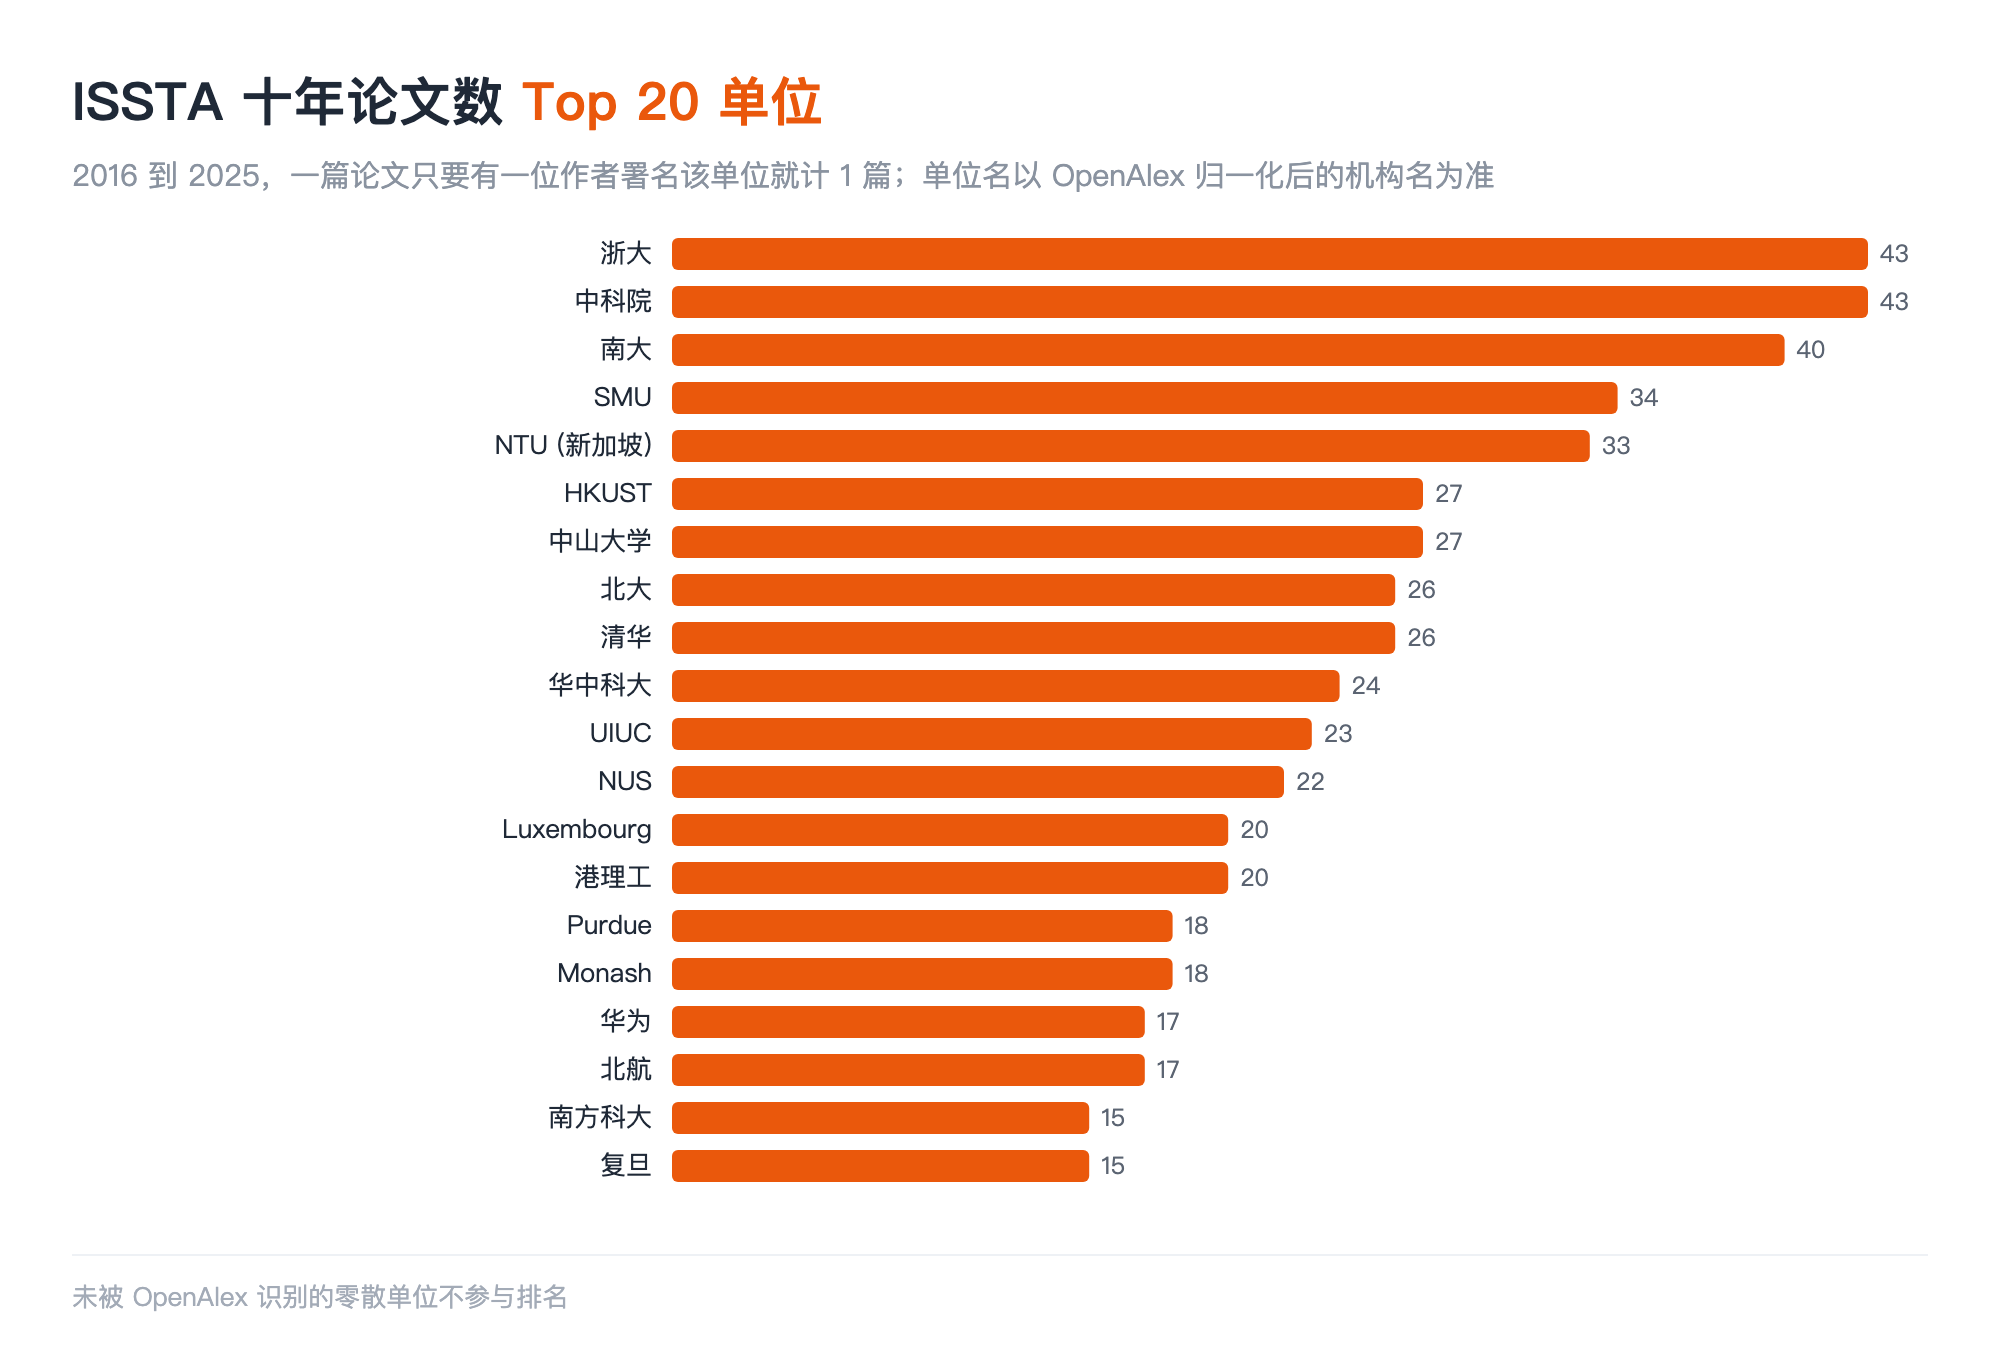 ISSTA 十年论文数 Top 20 单位
2016 到 2025，一篇论文只要有一位作者署名该单位就计 1 篇；单位名以 OpenAlex 归一化后的机构名为准
浙大 43
中科院 43
南大 40
SMU 34
NTU (新加坡) 33
HKUST 27
中山大学 27
北大 26
清华 26
华中科大 24
UIUC 23
NUS 22
Luxembourg 20
港理工 20
Purdue 18
Monash 18
华为 17
北航 17
南方科大 15
复旦 15
未被 OpenAlex 识别的零散单位不参与排名